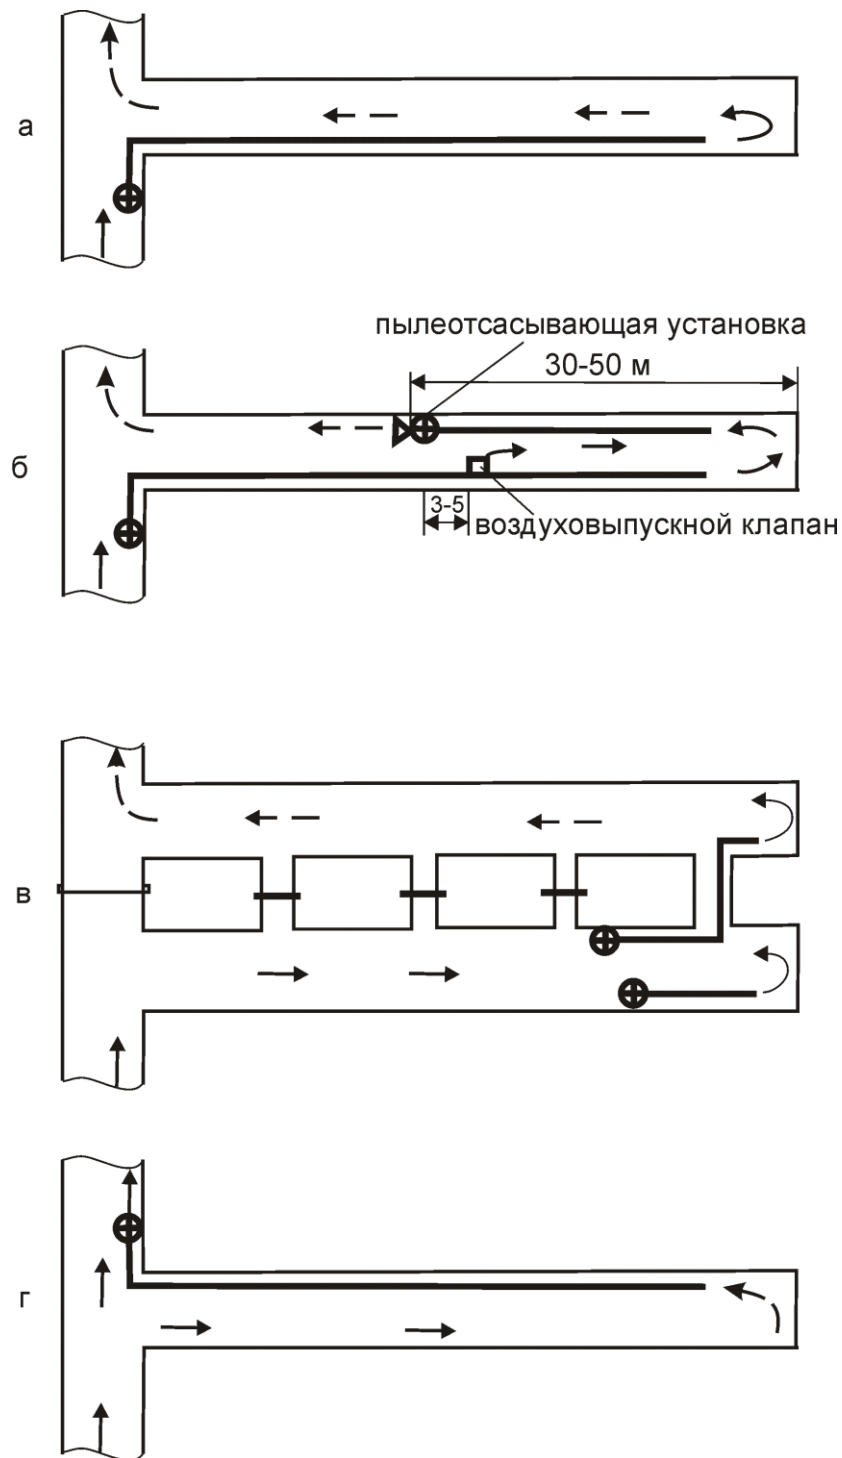 а
пылеотсасывающая установка
30-50 м
б
3-5
воздуховыпускной клапан
в
г